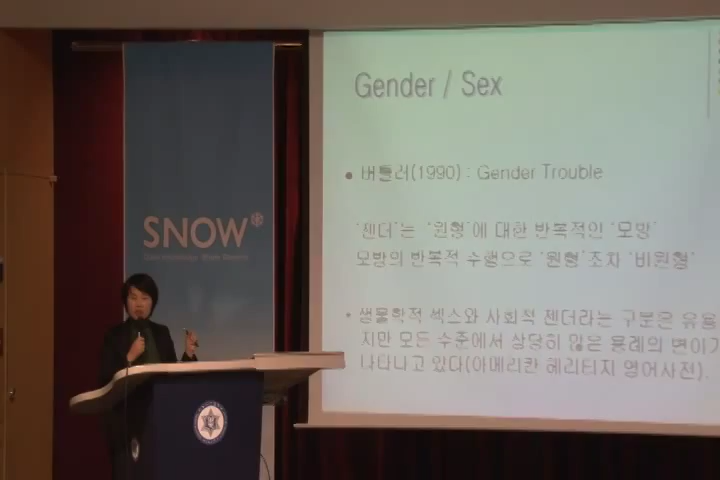 Gender / Sex
• 버틀러(1990) : Gender Trouble
'젠더'는 '원형'에 대한 반복적인 '모방'
모방의 반복적 수행으로 '원형'조차 '비원형'
SNOW*
• 생물학적 섹스와 사회적 젠더라는 구분은 유용
지만 모든 수준에서 상당히 많은 용례의 변이가
나타나고 있다(아메리칸 헤리티지 영어사전).